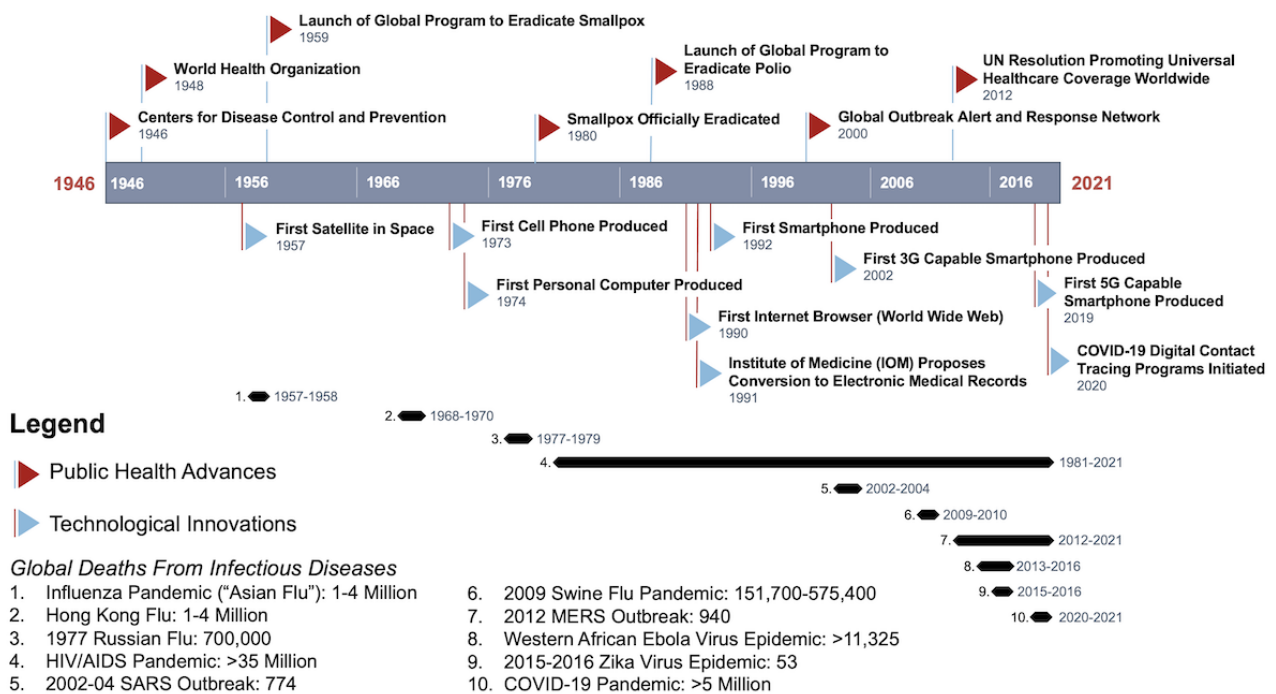 Launch of Global Program to Eradicate Smallpox
1959
World Health Organization
1948
Centers for Disease Control and Prevention
1946
Launch of Global Program to
Eradicate Polio
1988
Smallpox Officially Eradicated
1980
UN Resolution Promoting Universal
Healthcare Coverage Worldwide
2012
Global Outbreak Alert and Response Network
2000
1946 1946 1956 1966 1976 1986 1996 2006 2016 2021
First Satellite in Space
1957
First Cell Phone Produced
1973
First Personal Computer Produced
1974
First Smartphone Produced
1992
First 3G Capable Smartphone Produced
2002
First Internet Browser (World Wide Web)
1990
Institute of Medicine (IOM) Proposes
Conversion to Electronic Medical Records
1991
First 5G Capable
Smartphone Produced
2019
COVID-19 Digital Contact
Tracing Programs Initiated
2020
1. 1957-1958
2. 1968-1970
3. 1977-1979
4. 1981-2021
5. 2002-2004
6. 2009-2010
7. 2012-2021
8. 2013-2016
9. 2015-2016
10. 2020-2021
Legend
Public Health Advances
Technological Innovations
Global Deaths From Infectious Diseases
1. Influenza Pandemic (“Asian Flu”): 1-4 Million
2. Hong Kong Flu: 1-4 Million
3. 1977 Russian Flu: 700,000
4. HIV/AIDS Pandemic: >35 Million
5. 2002-04 SARS Outbreak: 774
6. 2009 Swine Flu Pandemic: 151,700-575,400
7. 2012 MERS Outbreak: 940
8. Western African Ebola Virus Epidemic: >11,325
9. 2015-2016 Zika Virus Epidemic: 53
10. COVID-19 Pandemic: >5 Million